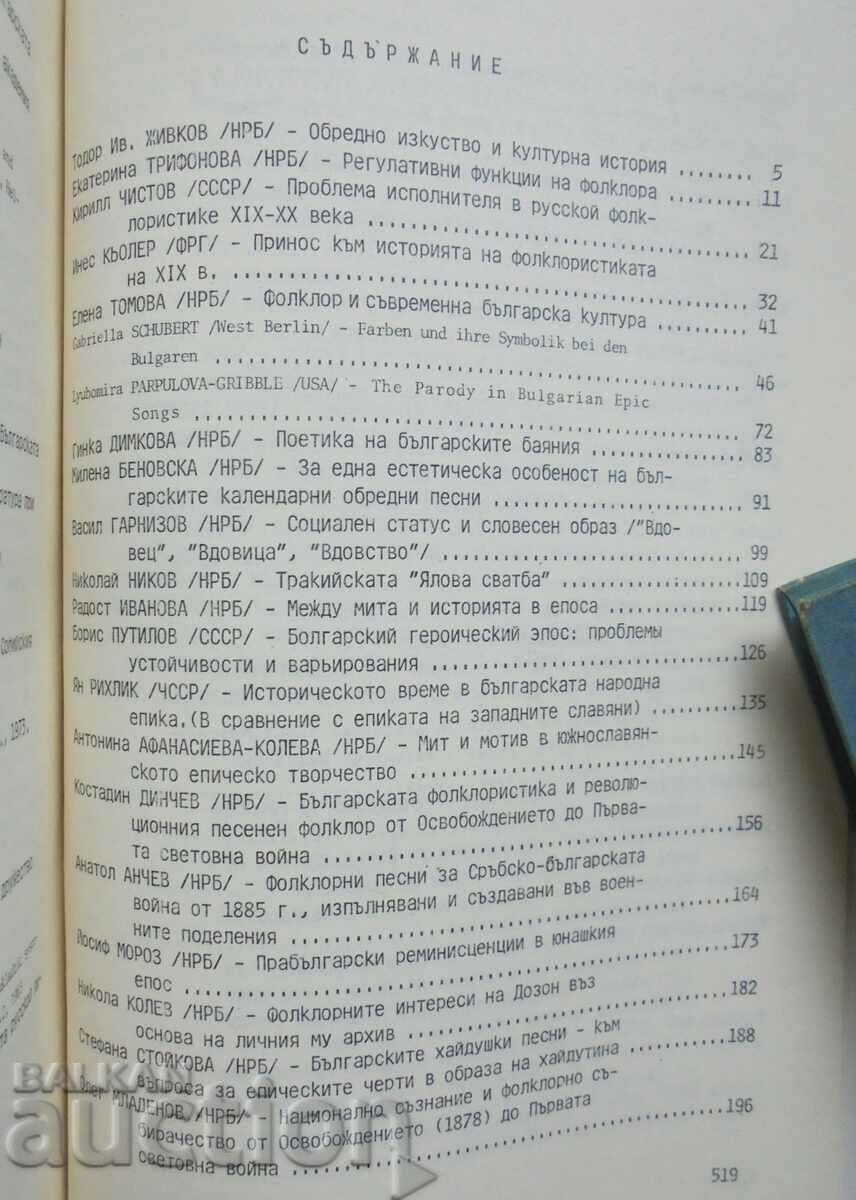 СЪДЪРЖАНИЕ
Тодор Ив. ЖИВКОВ /НРБ/ - Обредно изкуство и културна история ........ 5
Екатерина ТРИФОНОВА /НРБ/ - Регулативни функции на фолклора ......... 11
Кирилл ЧИСТОВ /СССР/ - Проблема исполнителя в русской фолк-
лористике XIX-XX века ........ 21
Инес КЬОЛЕР /ФРГ/ - Принос към историята на фолклористиката
на XIX в. ........ 32
Елена ТОМОВА /НРБ/ - Фолклор и съвременна българска култура ........ 41
Gabriella SCHUBERT /West Berlin/ - Farben und ihre Symbolik bei den
Bulgaren ........ 46
Lyubomira PARPULOVA-GRIBBLE /USA/ - The Parody in Bulgarian Epic
Songs ........ 72
Гинка ДИМКОВА /НРБ/ - Поетика на българските баяния ........ 83
Милена БЕНОВСКА /НРБ/ - За една естетическа особеност на бъл-
гарските календарни обредни песни ........ 91
Васил ГАРНИЗОВ /НРБ/ - Социален статус и словесен образ /"Вдо-
вец", "Вдовица", "Вдовство"/ ........ 99
Николай НИКОВ /НРБ/ - Тракийската "Ялова сватба" ........ 109
Радост ИВАНОВА /НРБ/ - Между мита и историята в епоса ........ 119
Борис ПУТИЛОВ /СССР/ - Болгарский героический эпос: проблемы
устойчивости и варьирования ........ 126
Ян РИХЛИК /ЧССР/ - Историческото време в българската народна
епика.(В сравнение с епиката на западните славяни) ........ 135
Антонина АФАНАСИЕВА-КОЛЕВА /НРБ/ - Мит и мотив в южнославян-
ското епическо творчество ........ 145
Костадин ДИНЧЕВ /НРБ/ - Българската фолклористика и револю-
ционния песенен фолклор от Освобождението до Първа-
та световна война ........ 156
Анатол АНЧЕВ /НРБ/ - Фолклорни песни за Сръбско-българската
война от 1885 г., изпълнявани и създавани във воен-
ните поделения ........ 164
Йосиф МОРОЗ /НРБ/ - Прабългарски реминисценции в юнашкия
епос ........ 173
Никола КОЛЕВ /НРБ/ - Фолклорните интереси на Дозон въз
основа на личния му архив ........ 182
Стефана СТОЙКОВА /НРБ/ - Българските хайдушки песни - към
въпроса за епическите черти в образа на хайдутина ........ 188
Олег МЛАДЕНОВ /НРБ/ - Национално съзнание и фолклорно съ-
бирачество от Освобождението (1878) до Първата
световна война ........ 196
519
BALKAN
auction
and
българската
1973.
дружество